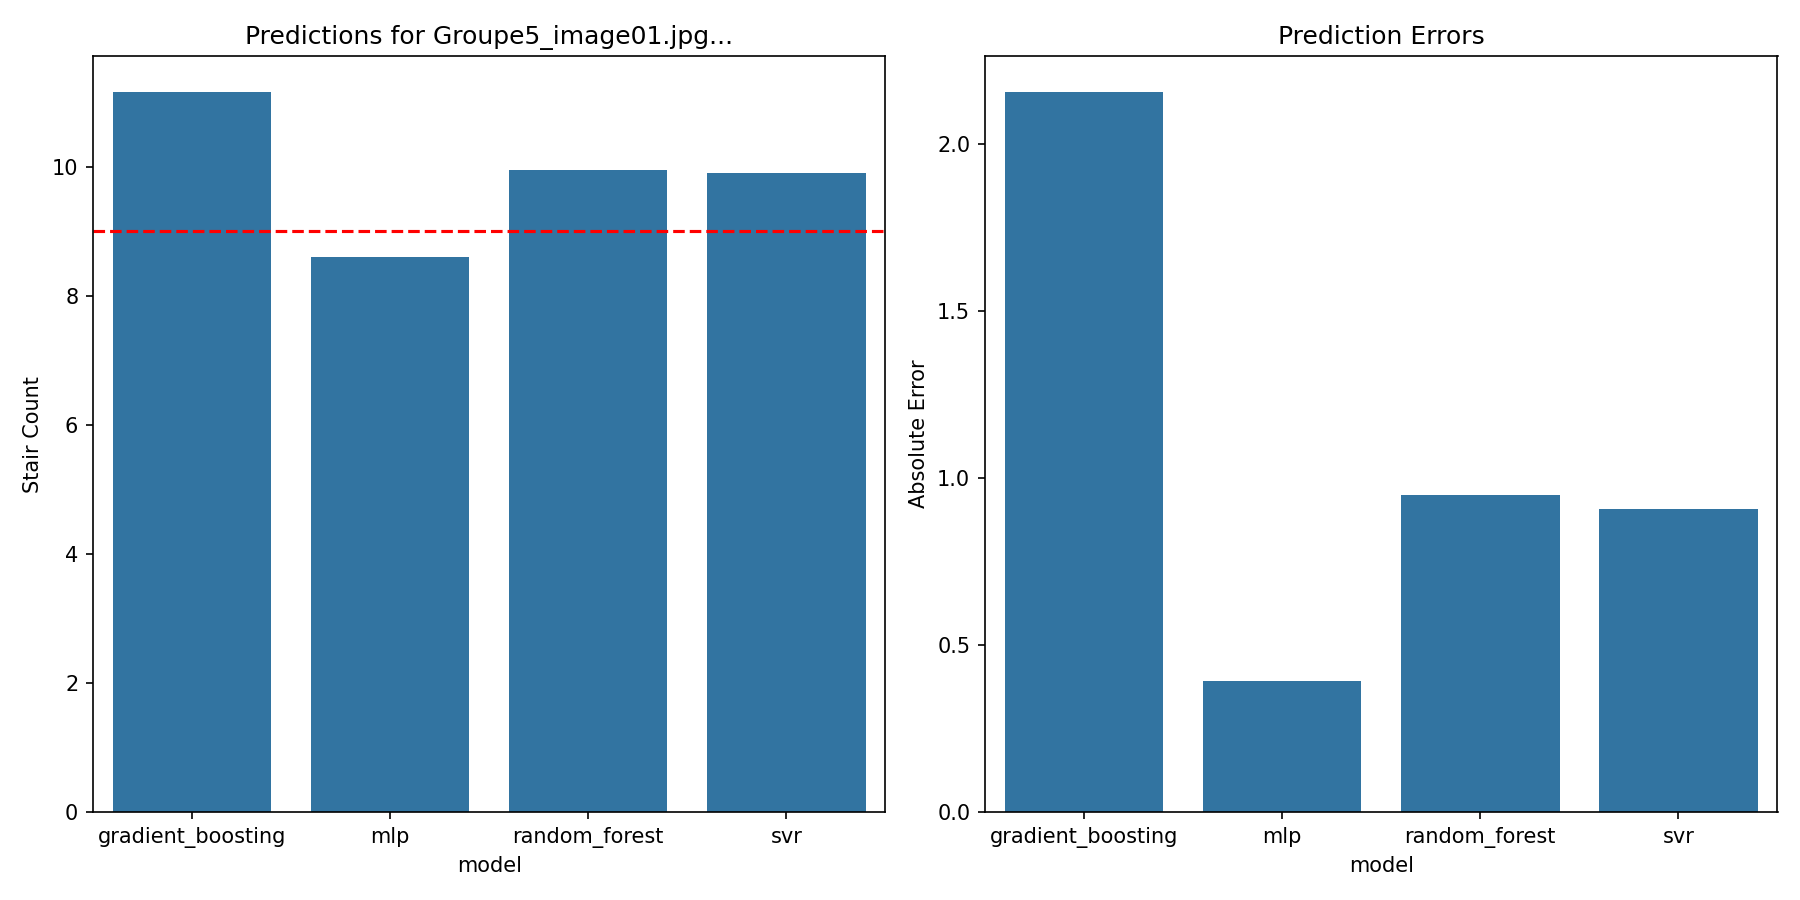 Predictions for Groupe5_image01.jpg...
Stair Count
10
8
6
4
2
0
gradient_boosting mlp random_forest svr
model
Prediction Errors
Absolute Error
2.0
1.5
1.0
0.5
0.0
gradient_boosting mlp random_forest svr
model